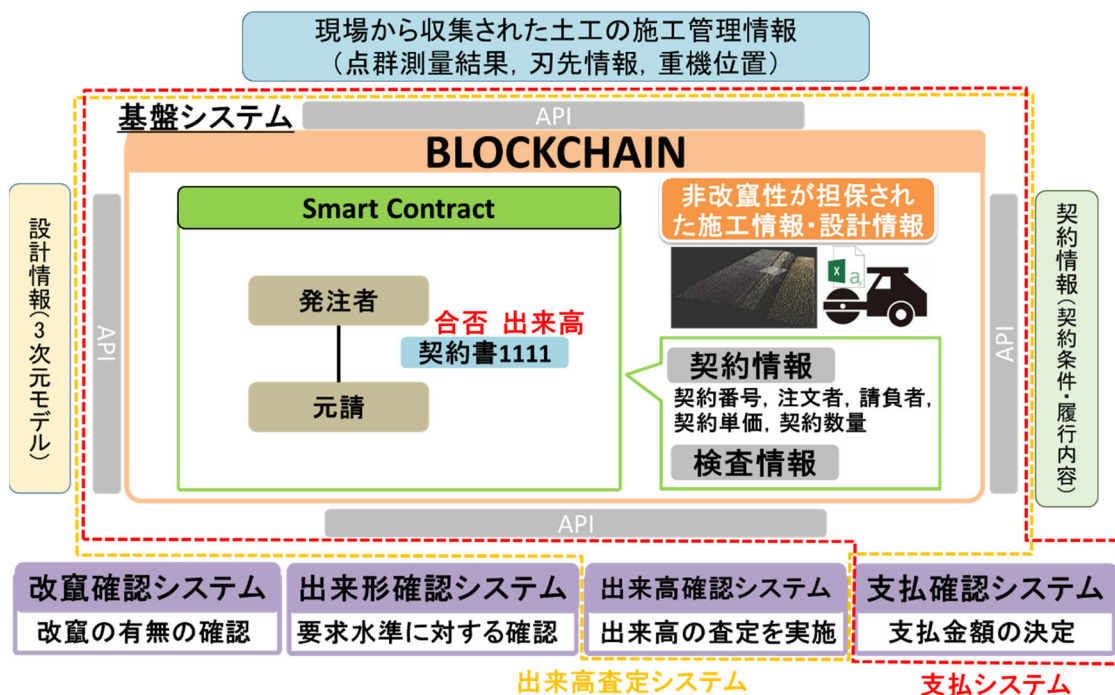 現場から収集された土工の施工管理情報
（点群測量結果，刃先情報，重機位置）
基盤システム
API
BLOCKCHAIN
設計情報（３次元モデル）
API
Smart Contract
発注者
合否 出来高
契約書1111
元請
非改竄性が担保され
た施工情報・設計情報
X
a,
契約情報
契約番号，注文者，請負者，
契約単価，契約数量
検査情報
API
契約情報（契約条件・履行内容）
API
改竄確認システム
改竄の有無の確認
出来形確認システム
要求水準に対する確認
出来高確認システム
出来高の査定を実施
支払確認システム
支払金額の決定
出来高査定システム
支払システム